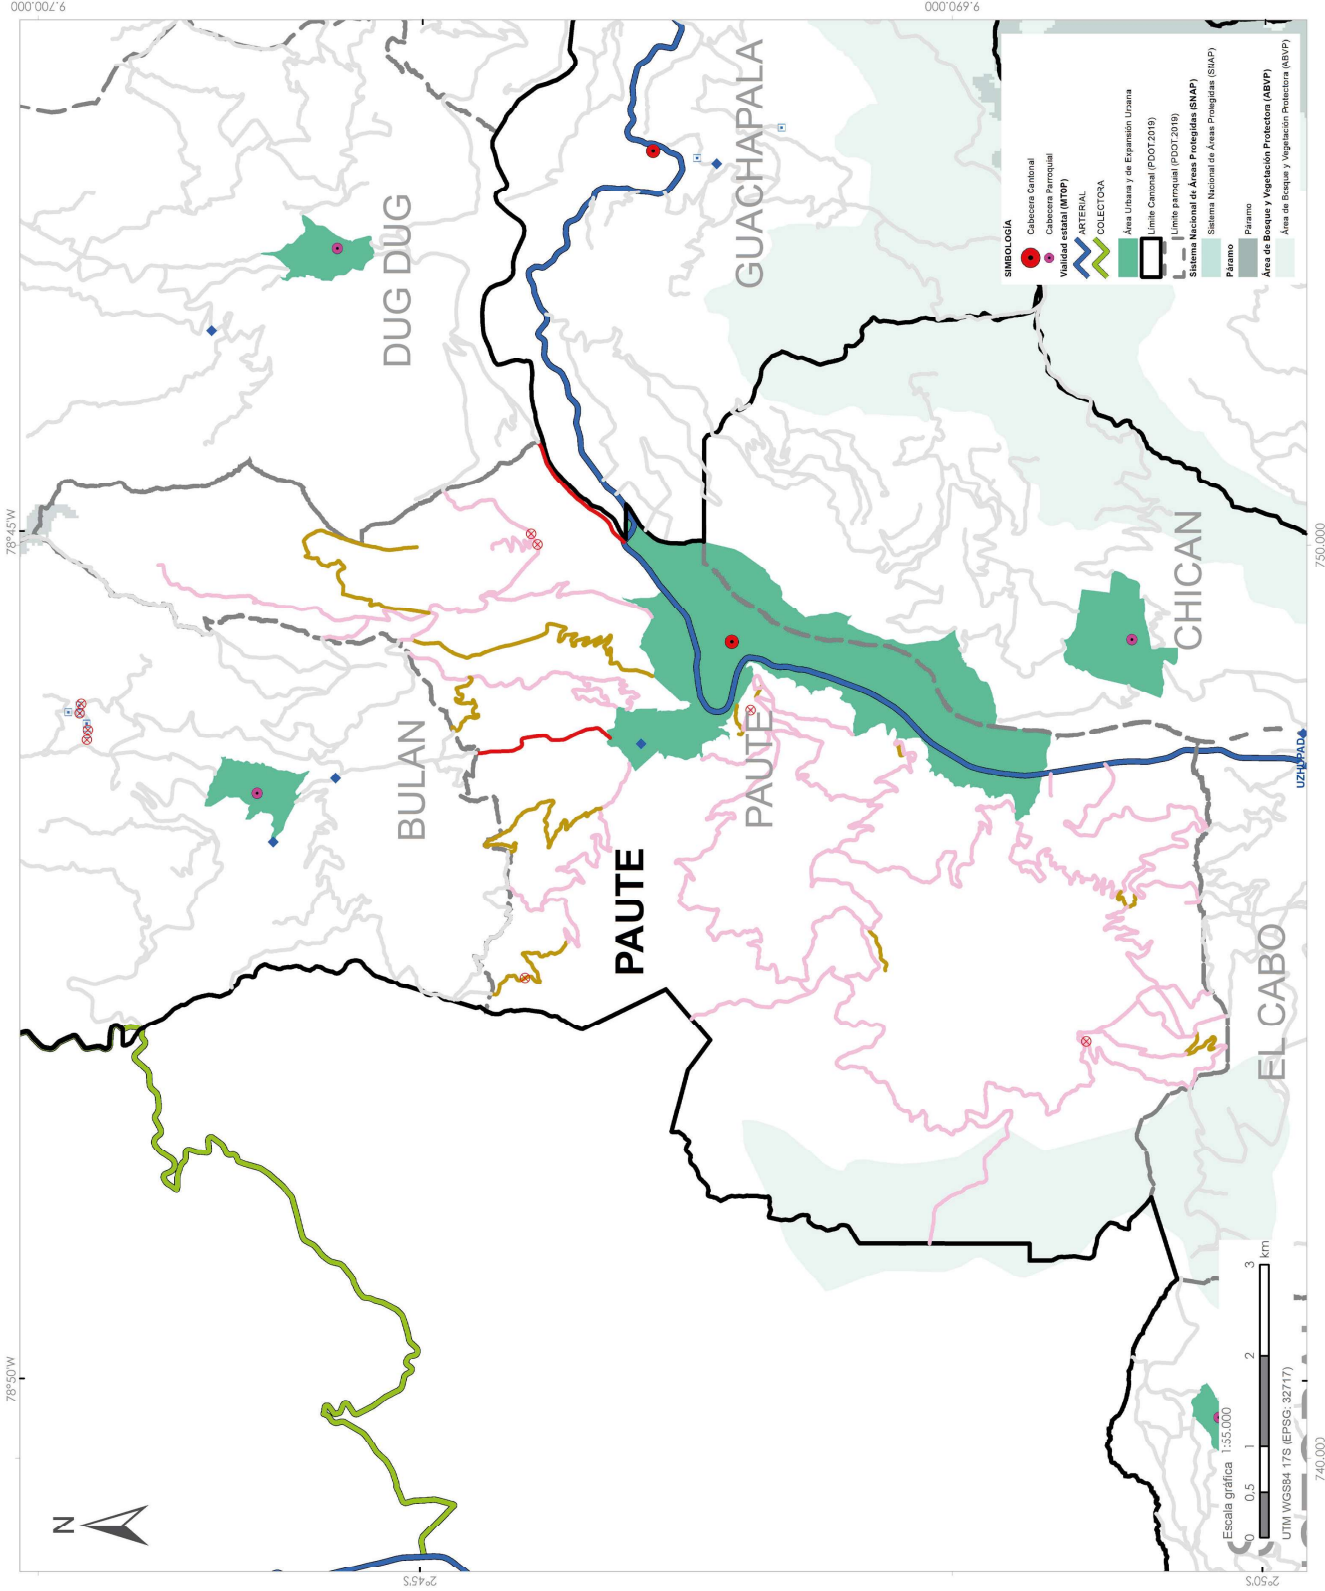 9.700.000
9.690.000
78°45'W
78°50'W
750.000
740.000
2°45'S
2°50'S
N
DUG DUG
GUACHAPALA
BULAN
PAUTE
PAUTE
CHICAN
EL CABO
UZHUPAD
SIMBOLOGÍA
Cabecera Cantonal
Cabecera Parroquial
Vialidad estatal (MTOP)
ARTERIAL
COLECTORA
Área Urbana y de Expansión Urbana
Límite Cantonal (PDOT2019)
Límite parroquial (PDOT2019)
Sistema Nacional de Áreas Protegidas (SNAP)
Sistema Nacional de Áreas Protegidas (SNAP)
Páramo
Páramo
Área de Bosque y Vegetación Protectora (ABVP)
Área de Bosque y Vegetación Protectora (ABVP)
Escala gráfica 1:55.000
0 0,5 1 2 3
km
UTM WGS84 17S (EPSG: 32717)